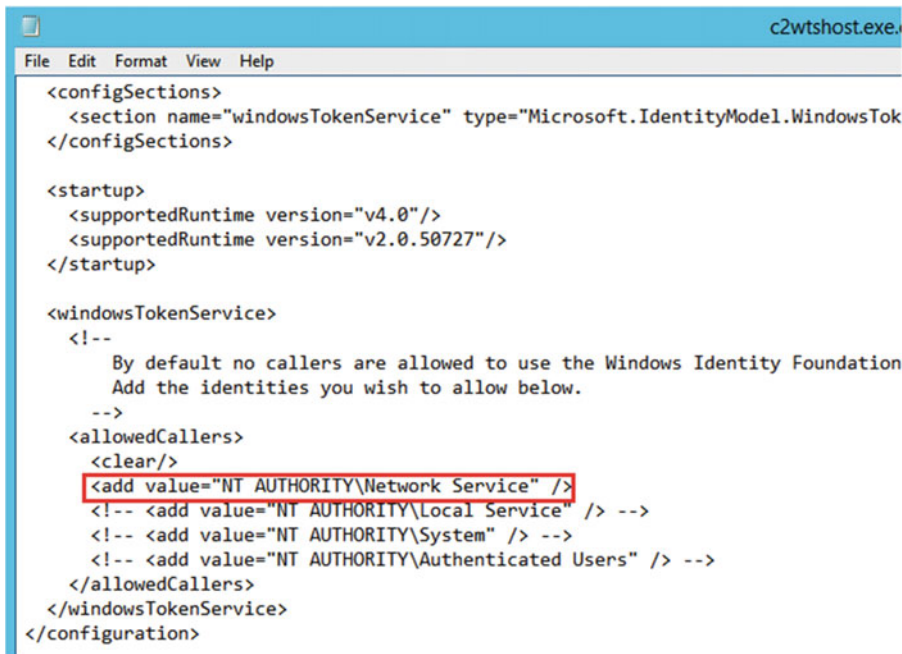 c2wtshost.exe.
File Edit Format View Help
<configSections>
<section name="windowsTokenService" type="Microsoft.IdentityModel.WindowsTok
</configSections>
<startup>
<supportedRuntime version="v4.0"/>
<supportedRuntime version="v2.0.50727"/>
</startup>
<windowsTokenService>
<!--
By default no callers are allowed to use the Windows Identity Foundation
Add the identities you wish to allow below.
-->
<allowedCallers>
<clear/>
<add value="NT AUTHORITY\Network Service" />
<!-- <add value="NT AUTHORITY\Local Service" /> -->
<!-- <add value="NT AUTHORITY\System" /> -->
<!-- <add value="NT AUTHORITY\Authenticated Users" /> -->
</allowedCallers>
</windowsTokenService>
</configuration>